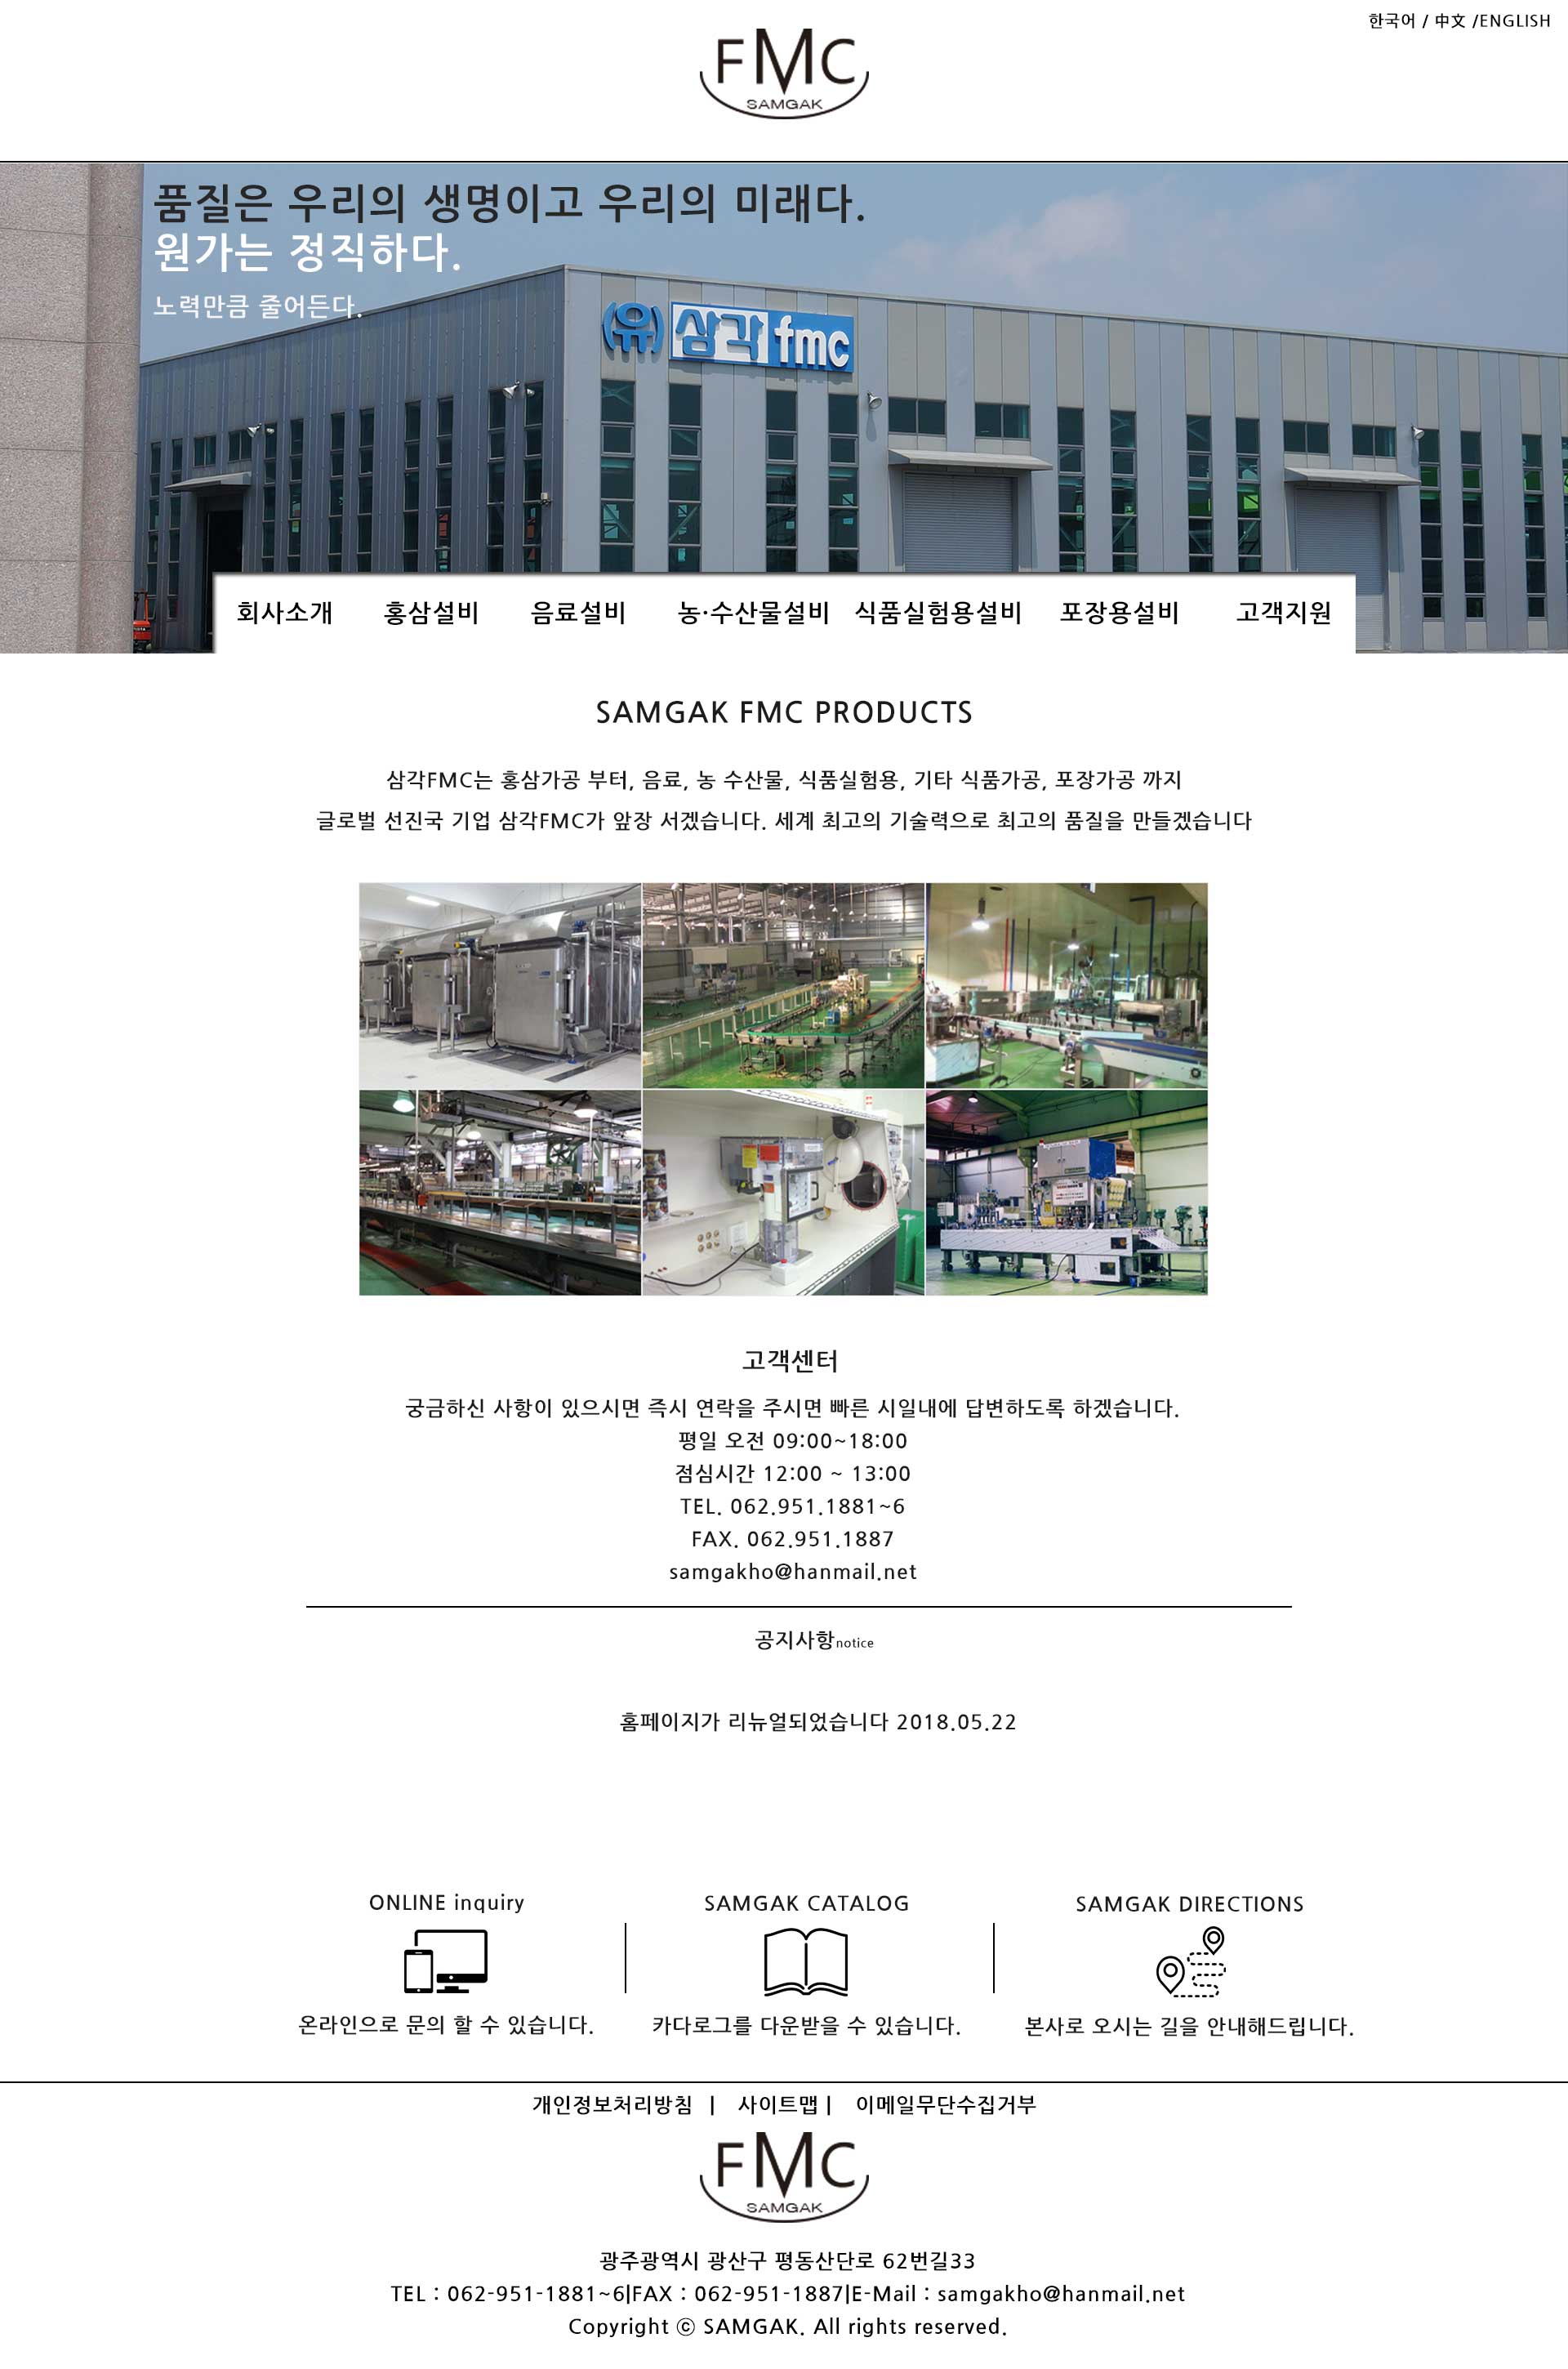 한국어 / 中文 /ENGLISH
FMC
SAMGAK
품질은 우리의 생명이고 우리의 미래다.
원가는 정직하다.
노력만큼 줄어든다.
(유)삼각fmc
회사소개 홍삼설비 음료설비 농·수산물설비 식품실험용설비 포장용설비 고객지원
SAMGAK FMC PRODUCTS
삼각FMC는 홍삼가공 부터, 음료, 농 수산물, 식품실험용, 기타 식품가공, 포장가공 까지
글로벌 선진국 기업 삼각FMC가 앞장 서겠습니다. 세계 최고의 기술력으로 최고의 품질을 만들겠습니다
고객센터
궁금하신 사항이 있으시면 즉시 연락을 주시면 빠른 시일내에 답변하도록 하겠습니다.
평일 오전 09:00~18:00
점심시간 12:00 ~ 13:00
TEL. 062.951.1881~6
FAX. 062.951.1887
samgakho@hanmail.net
공지사항notice
홈페이지가 리뉴얼되었습니다 2018.05.22
ONLINE inquiry
온라인으로 문의 할 수 있습니다.
SAMGAK CATALOG
카다로그를 다운받을 수 있습니다.
SAMGAK DIRECTIONS
본사로 오시는 길을 안내해드립니다.
개인정보처리방침 | 사이트맵 | 이메일무단수집거부
FMC
SAMGAK
광주광역시 광산구 평동산단로 62번길33
TEL : 062-951-1881~6|FAX : 062-951-1887|E-Mail : samgakho@hanmail.net
Copyright ⓒ SAMGAK. All rights reserved.